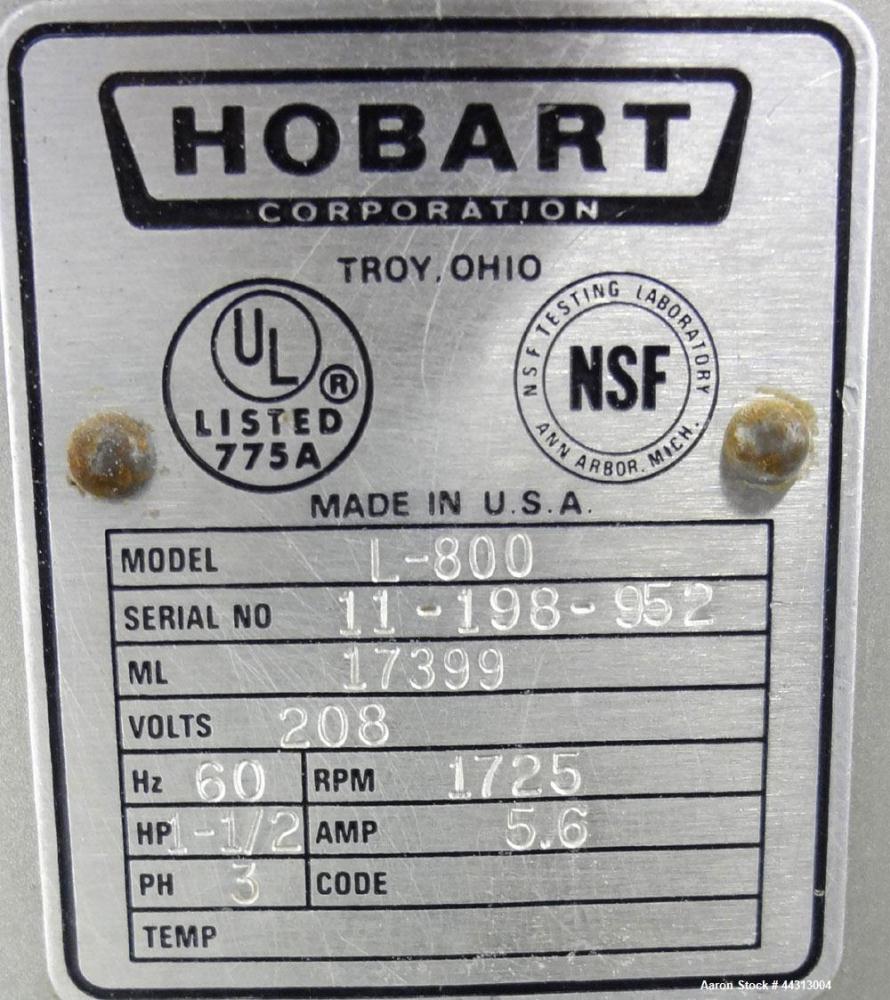 HOBART
CORPORATION
TROY, OHIO
UL ®
LISTED
775A
NSF TESTING LABORATORY
NSF
ANN ARBOR, MICH.
MADE IN U.S.A.
MODEL L-800
SERIAL NO 11-198-952
ML 17399
VOLTS 208
Hz 60 RPM 1725
HP 1-1/2 AMP 5.6
PH 3 CODE
TEMP
Aaron Stock # 44313004